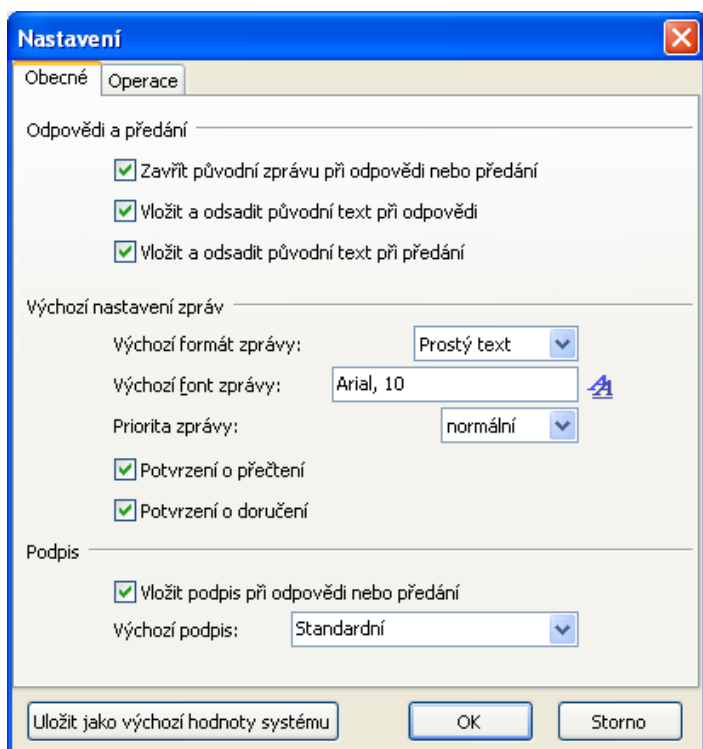 Nastavení
Obecné Operace
Odpovědi a předání
Zavřít původní zprávu při odpovědi nebo předání
Vložit a odsadit původní text při odpovědi
Vložit a odsadit původní text při předání
Výchozí nastavení zpráv
Výchozí formát zprávy: Prostý text
Výchozí font zprávy: Arial, 10
Priorita zprávy: normální
Potvrzení o přečtení
Potvrzení o doručení
Podpis
Vložit podpis při odpovědi nebo předání
Výchozí podpis: Standardní
Uložit jako výchozí hodnoty systému OK Storno